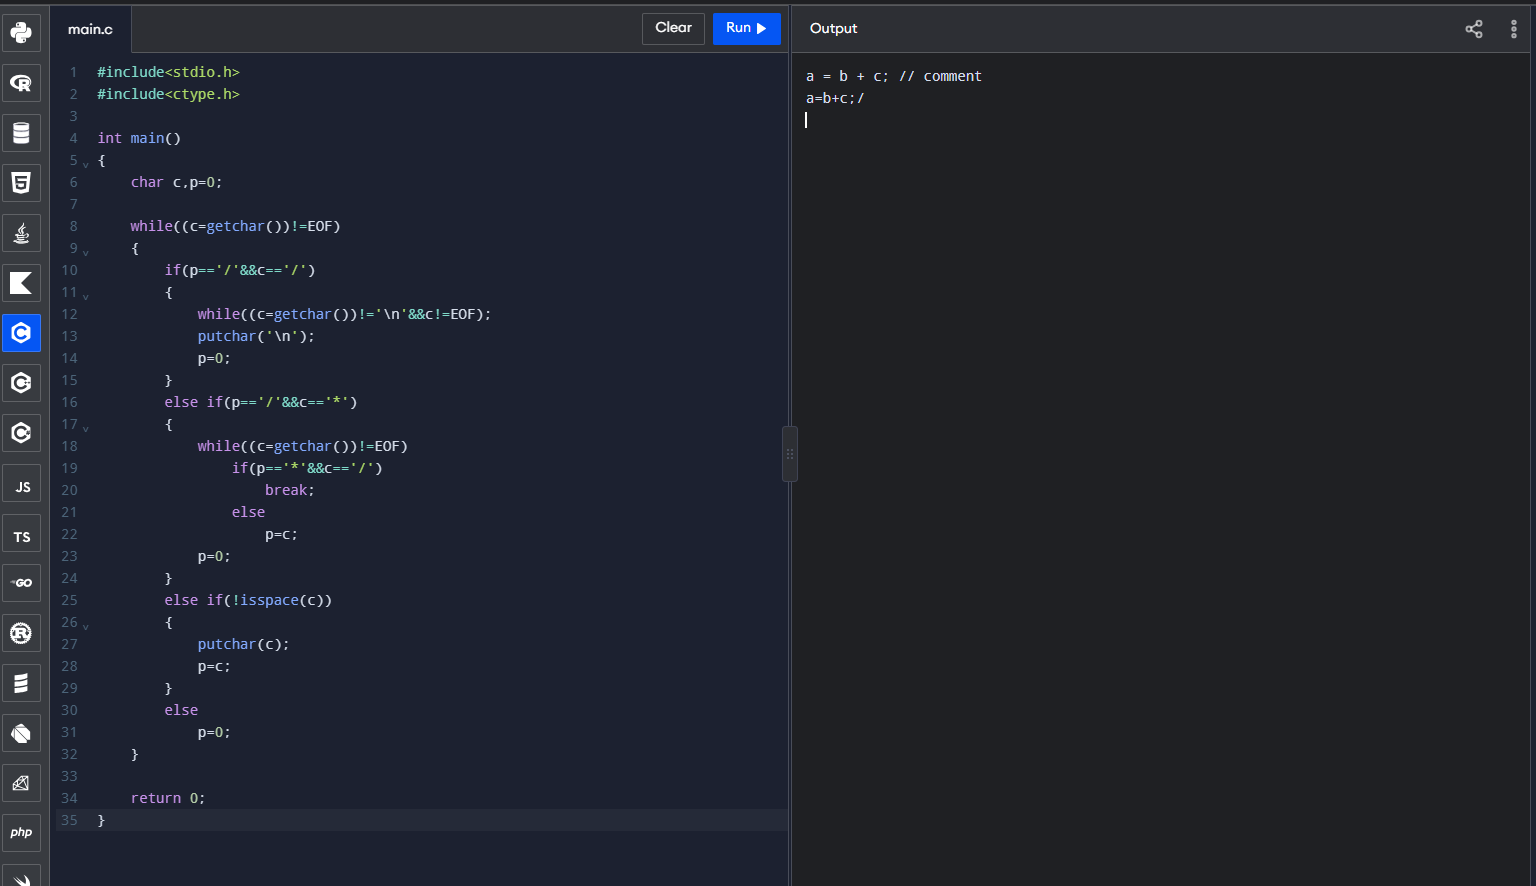 main.c
Clear
Run
Output
JS
TS
GO
php
1 #include<stdio.h>
2 #include<ctype.h>
3
4 int main()
5 {
6     char c,p=0;
7
8     while((c=getchar())!=EOF)
9     {
10         if(p=='/'&&c=='/')
11         {
12             while((c=getchar())!='\n'&&c!=EOF);
13             putchar('\n');
14             p=0;
15         }
16         else if(p=='/'&&c=='*')
17         {
18             while((c=getchar())!=EOF)
19                 if(p=='*'&&c=='/')
20                     break;
21                 else
22                     p=c;
23             p=0;
24         }
25         else if(!isspace(c))
26         {
27             putchar(c);
28             p=c;
29         }
30         else
31             p=0;
32     }
33
34     return 0;
35 }
a = b + c; // comment
a=b+c;/